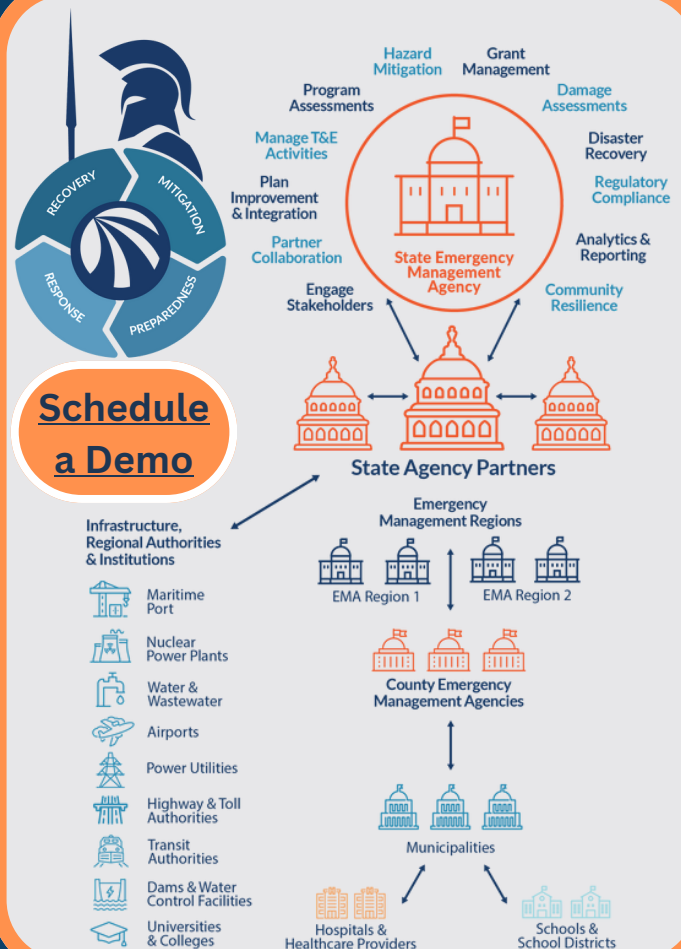 RECOVERY
MITIGATION
RESPONSE
PREPAREDNESS
Schedule
a Demo
Hazard
Mitigation
Grant
Management
Program
Assessments
Damage
Assessments
Manage T&E
Activities
Disaster
Recovery
Plan
Improvement
& Integration
Regulatory
Compliance
Partner
Collaboration
Analytics &
Reporting
Engage
Stakeholders
Community
Resilience
State Emergency
Management
Agency
State Agency Partners
Infrastructure,
Regional Authorities
& Institutions
Maritime
Port
Nuclear
Power Plants
Water &
Wastewater
Airports
Power Utilities
Highway & Toll
Authorities
Transit
Authorities
Dams & Water
Control Facilities
Universities
& Colleges
Emergency
Management Regions
EMA Region 1
EMA Region 2
County Emergency
Management Agencies
Municipalities
Hospitals &
Healthcare Providers
Schools &
School Districts